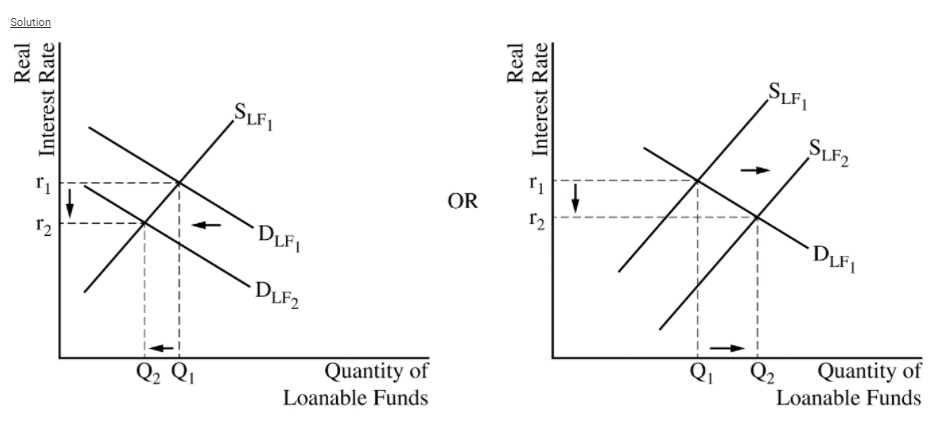 Solution
Real
Interest Rate
S_LF₁
r₁
r₂
D_LF₁
D_LF₂
Q₂ Q₁
Quantity of
Loanable Funds
OR
Real
Interest Rate
S_LF₁
S_LF₂
r₁
r₂
D_LF₁
Q₁ Q₂
Quantity of
Loanable Funds